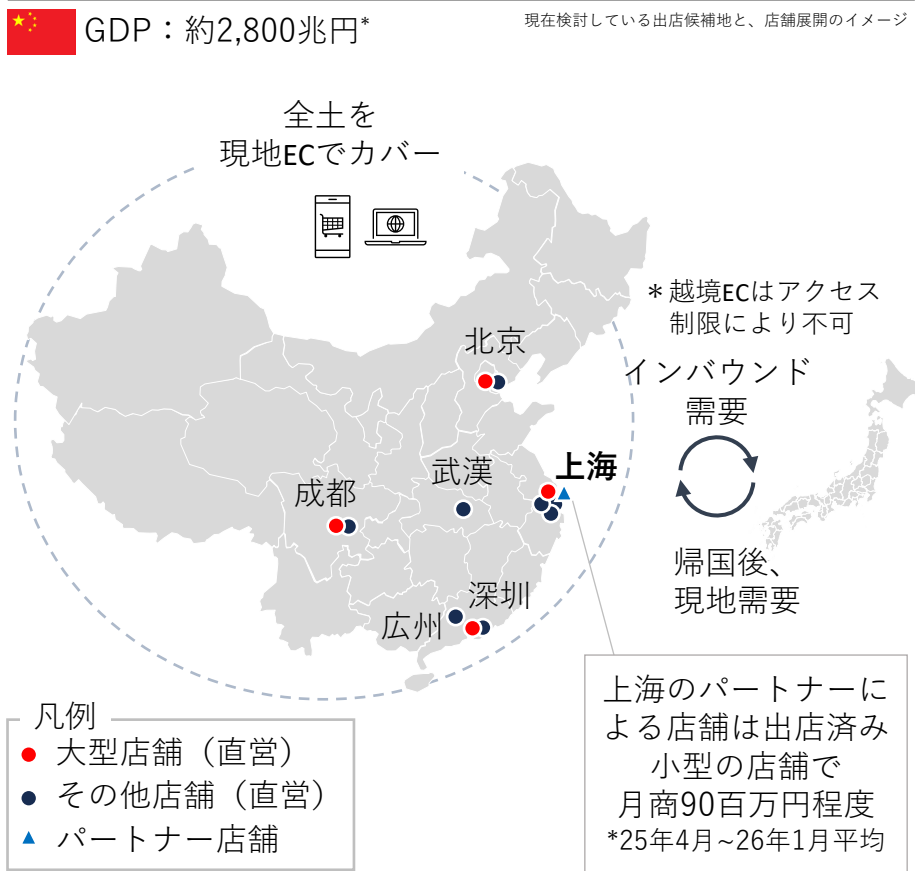 GDP：約2,800兆円*
現在検討している出店候補地と、店舗展開のイメージ
全土を
現地ECでカバー
＊越境ECはアクセス
制限により不可
北京
インバウンド
需要
武漢
上海
成都
帰国後、
現地需要
深圳
広州
上海のパートナーに
よる店舗は出店済み
小型の店舗で
月商90百万円程度
*25年4月~26年1月平均
凡例
大型店舗（直営）
その他店舗（直営）
パートナー店舗